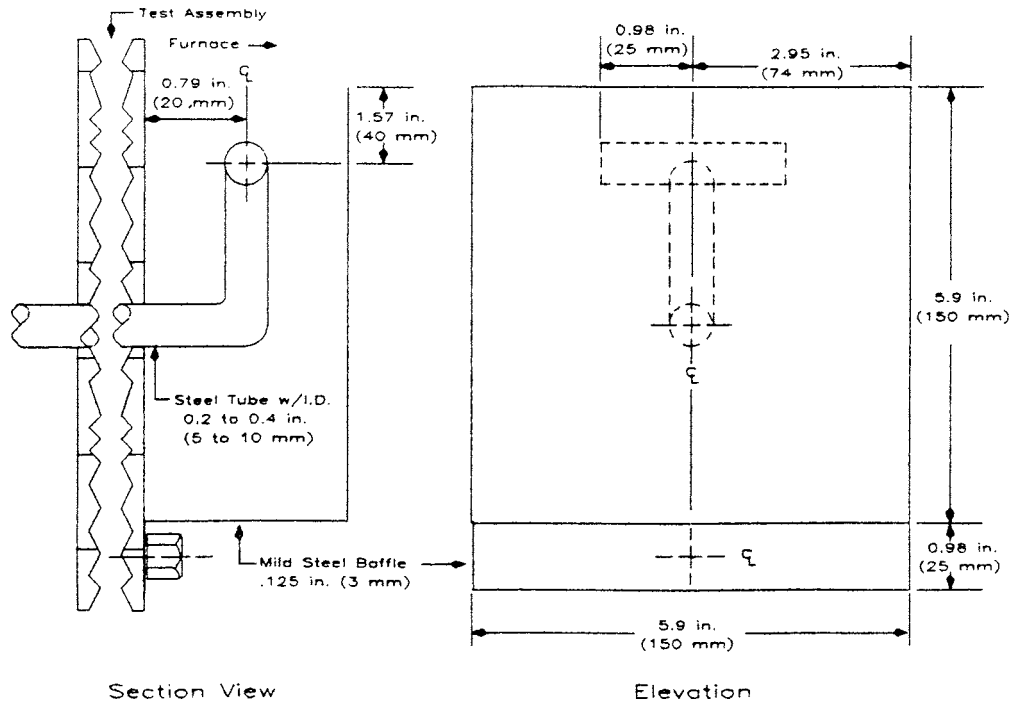 Test Assembly
Furnace
℄
0.79 in.
(20 mm)
1.57 in.
(40 mm)
Steel Tube w/I.D.
0.2 to 0.4 in.
(5 to 10 mm)
Mild Steel Baffle
.125 in. (3 mm)
Section View
0.98 in.
(25 mm)
2.95 in.
(74 mm)
℄
5.9 in.
(150 mm)
℄
0.98 in.
(25 mm)
5.9 in.
(150 mm)
Elevation